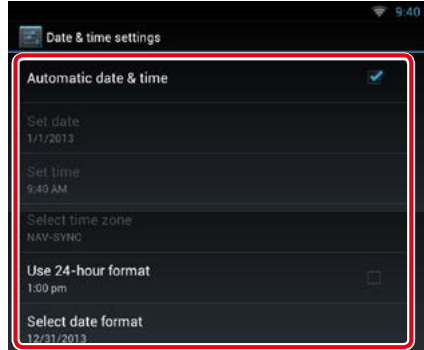 9:40
Date & time settings
Automatic date & time
Set date
1/1/2013
Set time
9:40 AM
Select time zone
NAV-SYNC
Use 24-hour format
1:00 pm
Select date format
12/31/2013